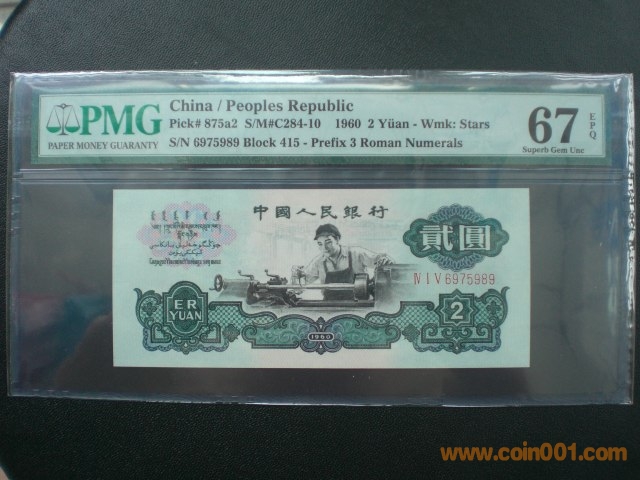 PMG
PAPER MONEY GUARANTY
China / Peoples Republic
Pick# 875a2 S/M#C284-10 1960 2 Yüan - Wmk: Stars
S/N 6975989 Block 415 - Prefix 3 Roman Numerals
67 EPQ
Superb Gem Unc
中國人民銀行
貳圓
Ⅳ Ⅰ Ⅴ 6975989
ER
YUAN
1960
2
www.coin001.com